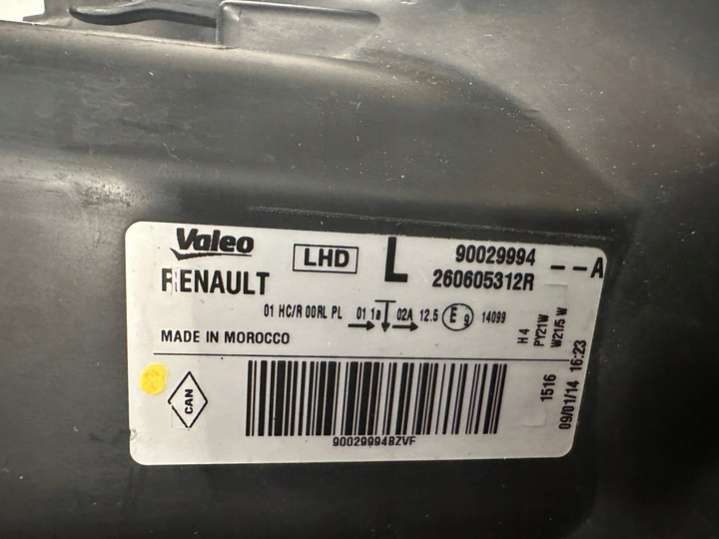 Valeo LHD L 90029994 --A
RENAULT 260605312R
01 HC/R 00RL PL 01 1a 02A 12.5 E9 14099
MADE IN MOROCCO
H4
PY21W
W21/5 W
1516
09/01/14 16:23
CAN
90029994BZVF